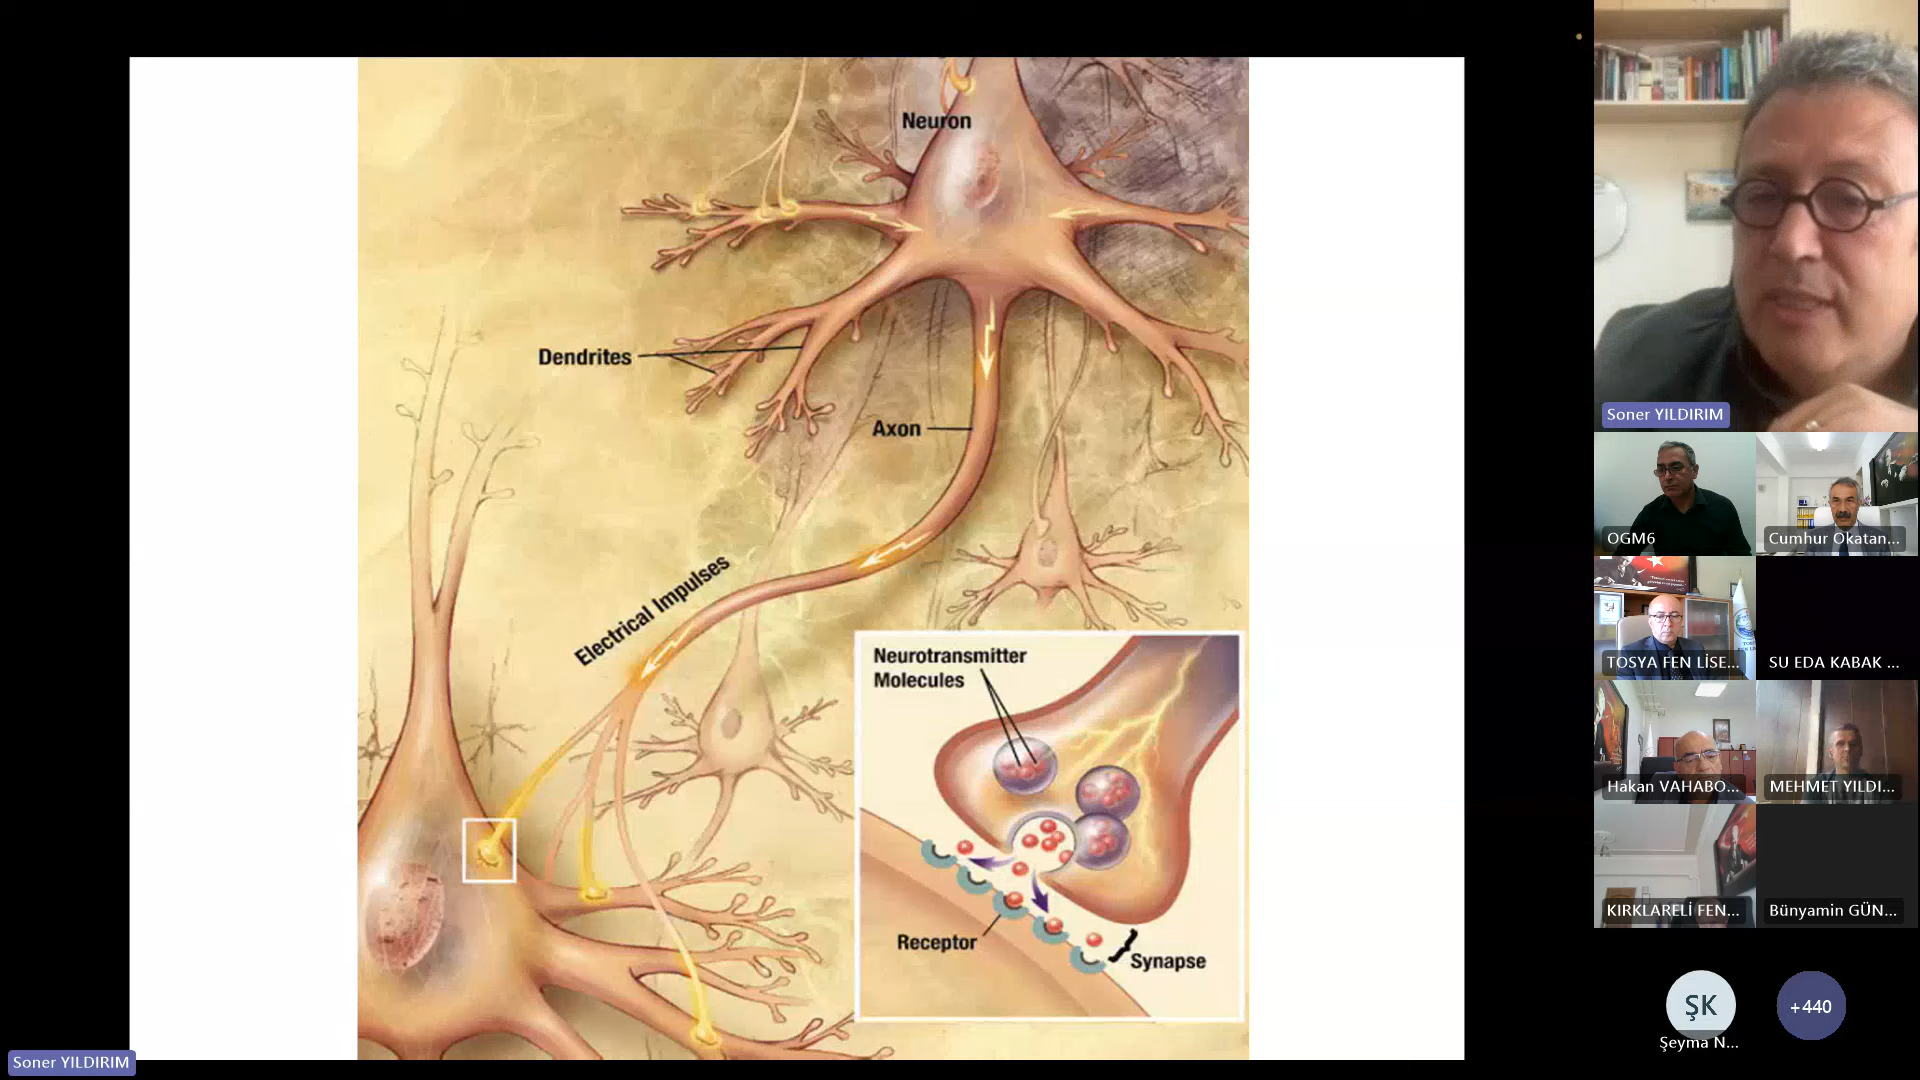 Neuron
Dendrites
Axon
Electrical Impulses
Neurotransmitter
Molecules
Receptor
Synapse
Soner YILDIRIM
OGM6
Cumhur Okatan...
TOSYA FEN LİSE...
SU EDA KABAK ...
Hakan VAHABO...
MEHMET YILDI...
KIRKLARELİ FEN...
Bünyamin GÜN...
ŞK
+440
Şeyma N...
Soner YILDIRIM